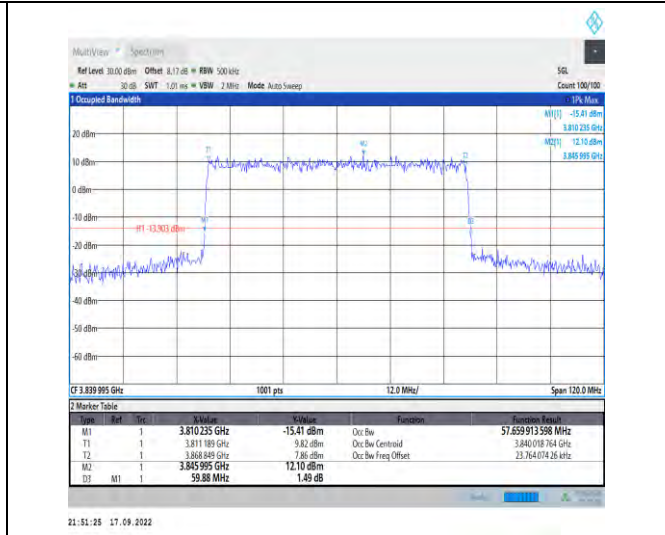 MultiView Spectrum
Ref Level 30.00 dBm Offset 8.17 dB RBW 500 kHz SGL
Att 30 dB SWT 1.01 ms VBW 2 MHz Mode Auto Sweep Count 100/100
1 Occupied Bandwidth 1Pk Max
M1[1] -15.41 dBm
3.810 235 GHz
M2[1] 12.10 dBm
3.845 995 GHz
20 dBm
10 dBm
0 dBm
-10 dBm
-20 dBm
-30 dBm
-40 dBm
-50 dBm
-60 dBm
T1
M2
T2
M1
D3
H1 -13.903 dBm
CF 3.839 995 GHz 1001 pts 12.0 MHz/ Span 120.0 MHz
2 Marker Table
Type Ref Trc X-Value Y-Value Function Function Result
M1 1 3.810 235 GHz -15.41 dBm Occ Bw 57.659 913 598 MHz
T1 1 3.811 189 GHz 9.82 dBm Occ Bw Centroid 3.840 018 764 GHz
T2 1 3.868 849 GHz 7.86 dBm Occ Bw Freq Offset 23.764 074 26 kHz
M2 1 3.845 995 GHz 12.10 dBm
D3 M1 1 59.88 MHz 1.49 dB
Ready
21:51:25 17.09.2022